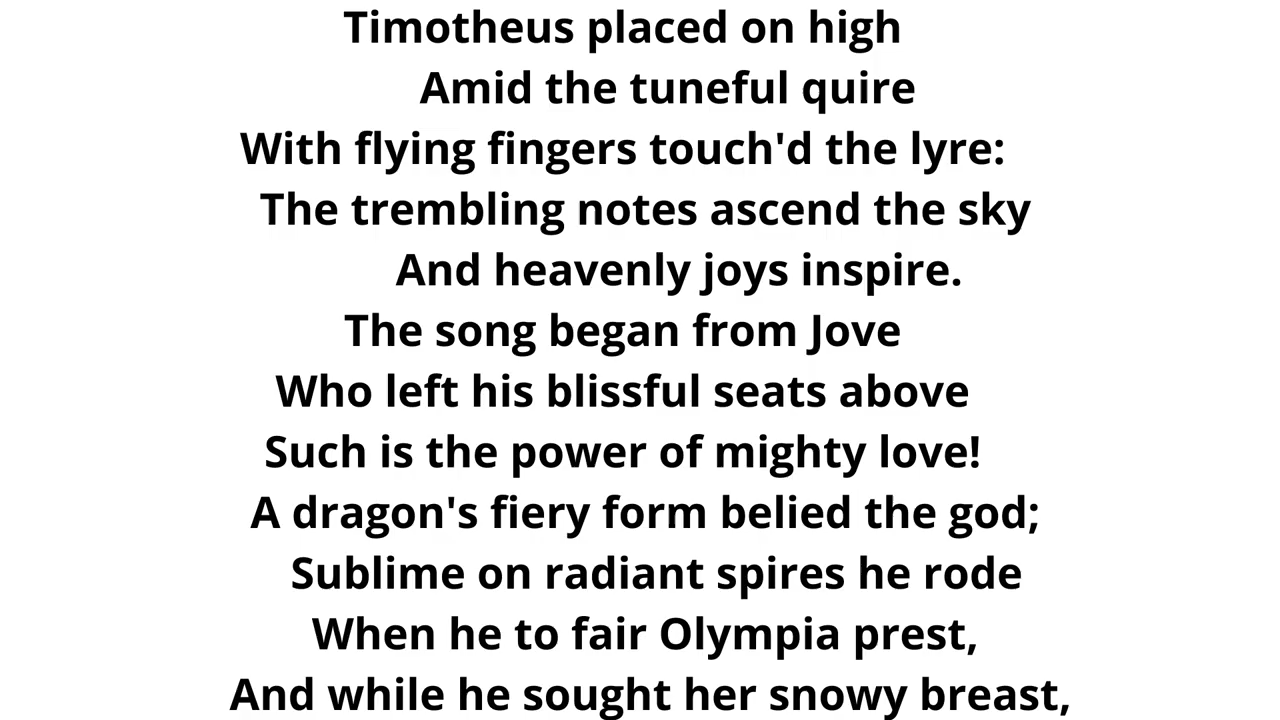 Timotheus placed on high
Amid the tuneful quire
With flying fingers touch'd the lyre:
The trembling notes ascend the sky
And heavenly joys inspire.
The song began from Jove
Who left his blissful seats above
Such is the power of mighty love!
A dragon's fiery form belied the god;
Sublime on radiant spires he rode
When he to fair Olympia prest,
And while he sought her snowy breast,